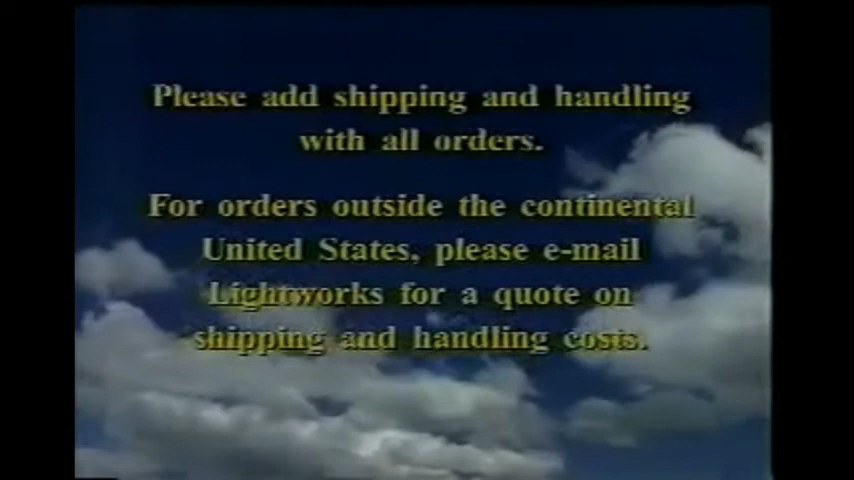 Please add shipping and handling
with all orders.
For orders outside the continental
United States, please e-mail
Lightworks for a quote on
shipping and handling costs.